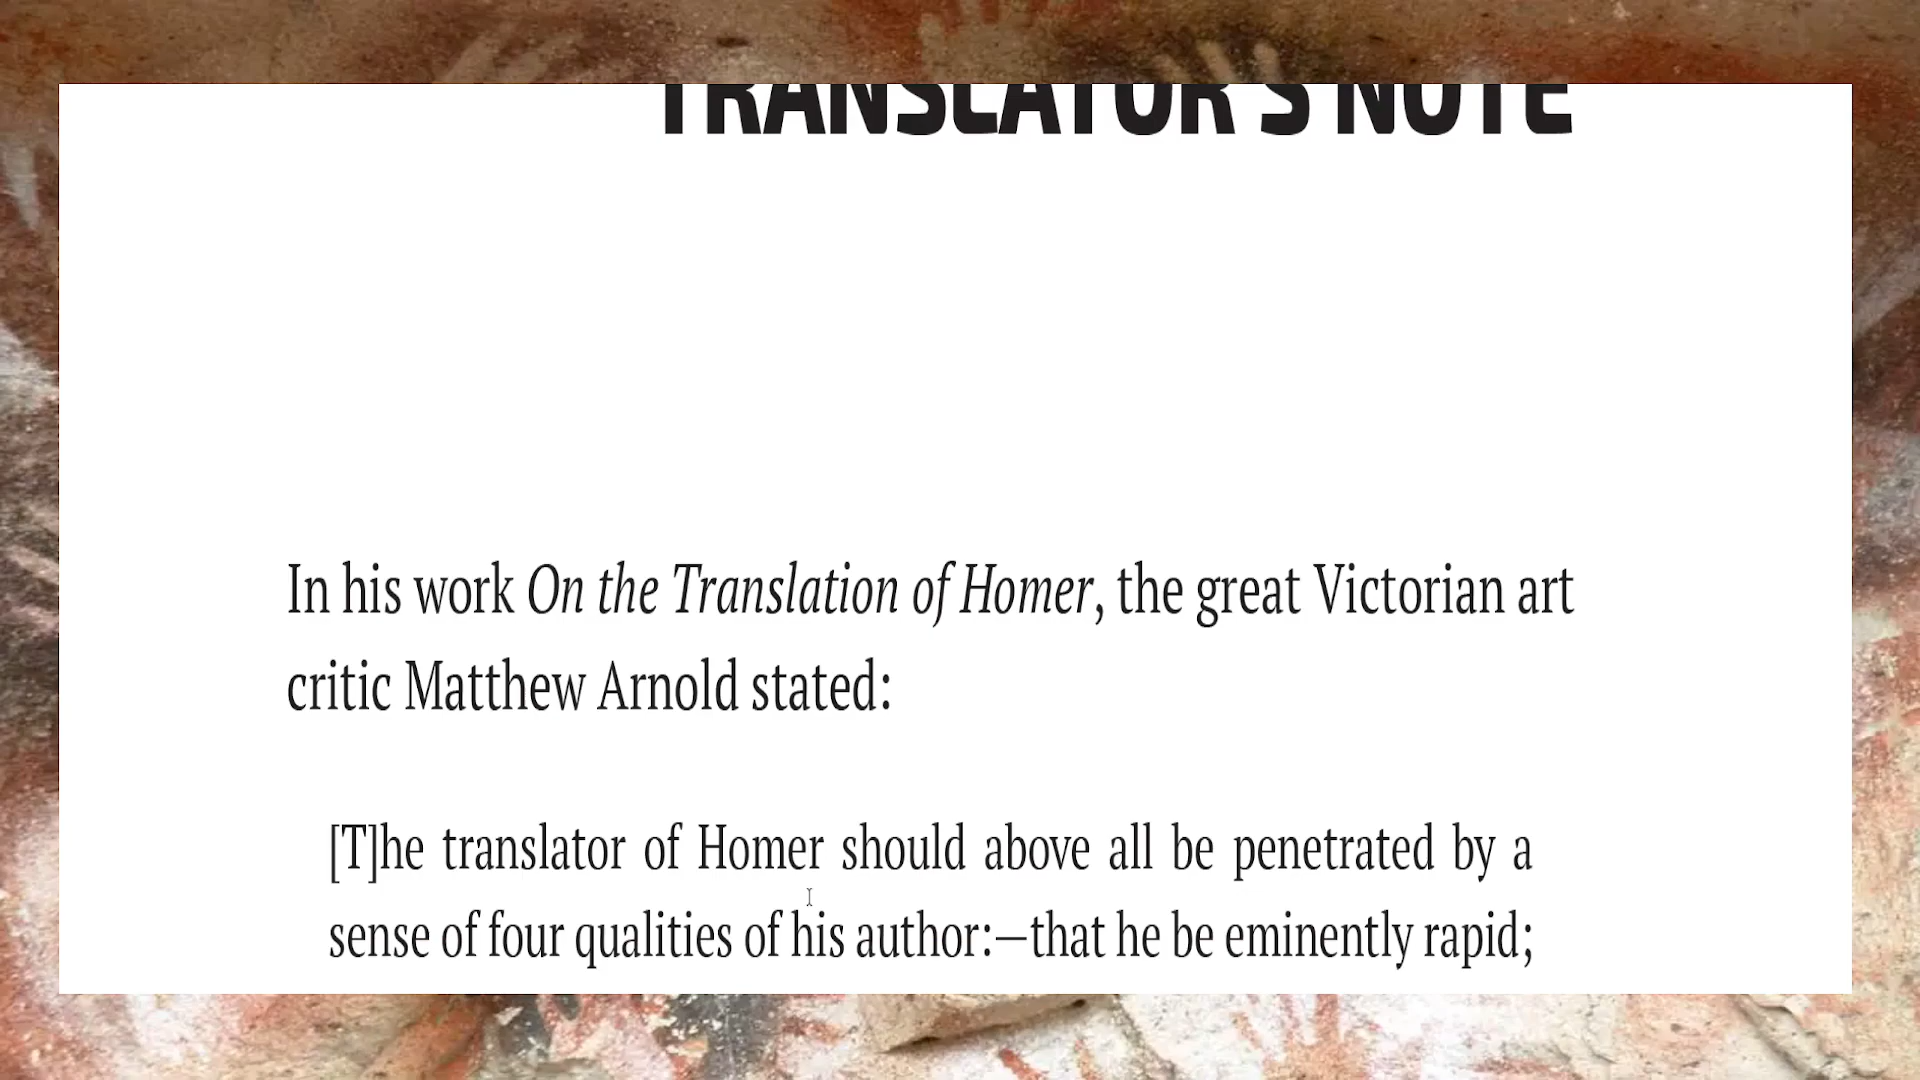 TRANSLATOR'S NOTE
In his work On the Translation of Homer, the great Victorian art
critic Matthew Arnold stated:
[T]he translator of Homer should above all be penetrated by a
sense of four qualities of his author:—that he be eminently rapid;